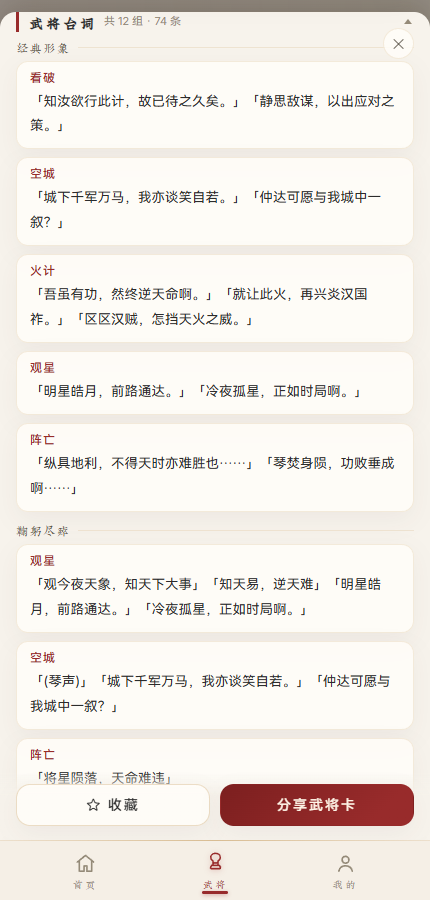 武将台词 共 12 组 · 74 条
经典形象
看破
「知汝欲行此计，故已待之久矣。」「静思敌谋，以出应对之
策。」
空城
「城下千军万马，我亦谈笑自若。」「仲达可愿与我城中一
叙？」
火计
「吾虽有功，然终逆天命啊。」「就让此火，再兴炎汉国
祚。」「区区汉贼，怎挡天火之威。」
观星
「明星皓月，前路通达。」「冷夜孤星，正如时局啊。」
阵亡
「纵具地利，不得天时亦难胜也……」「琴焚身陨，功败垂成
啊……」
鞠躬尽瘁
观星
「观今夜天象，知天下大事」「知天易，逆天难」「明星皓
月，前路通达。」「冷夜孤星，正如时局啊。」
空城
「(琴声)」「城下千军万马，我亦谈笑自若。」「仲达可愿与
我城中一叙？」
阵亡
「将星陨落，天命难违」
收藏 分享武将卡
首页 武将 我的